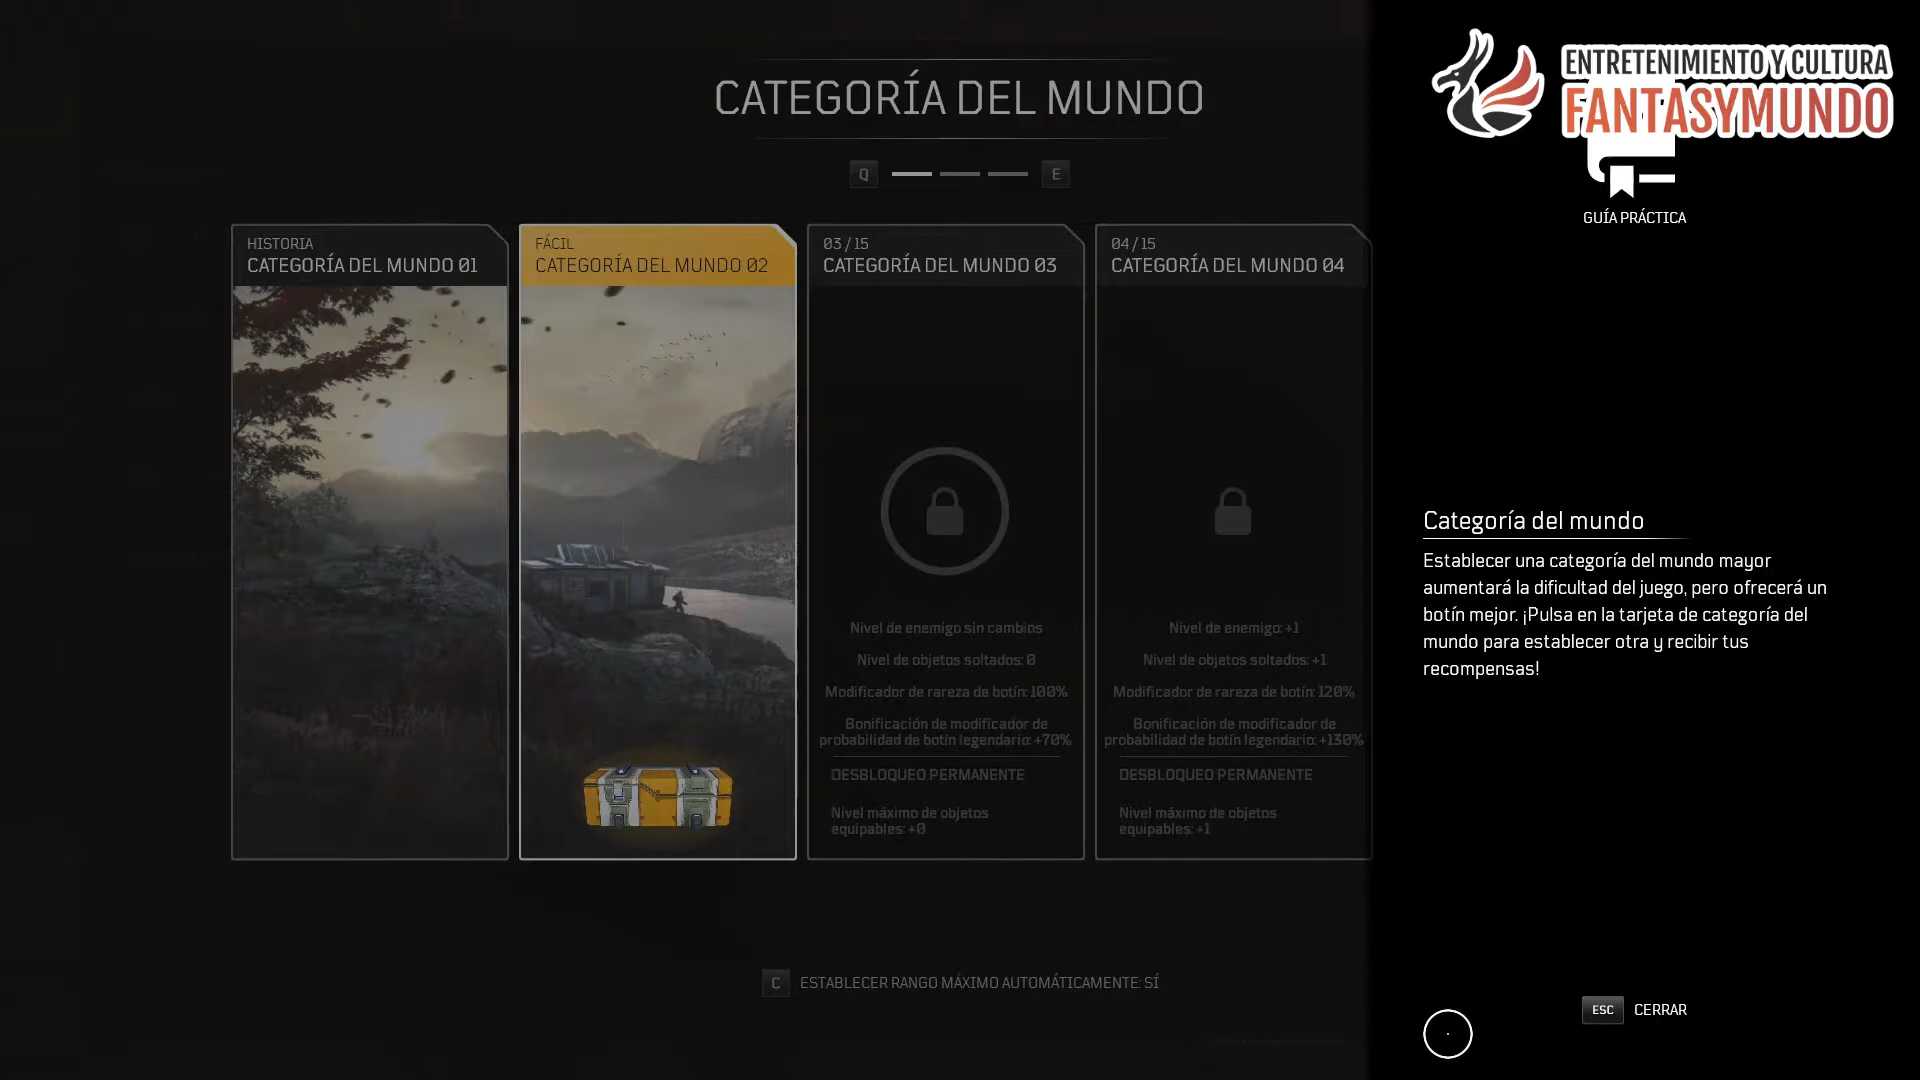 CATEGORÍA DEL MUNDO
Q
E
HISTORIA
CATEGORÍA DEL MUNDO 01
FÁCIL
CATEGORÍA DEL MUNDO 02
03 / 15
CATEGORÍA DEL MUNDO 03
Nivel de enemigo sin cambios
Nivel de objetos soltados: 0
Modificador de rareza de botín: 100%
Bonificación de modificador de
probabilidad de botín legendario: +70%
DESBLOQUEO PERMANENTE
Nivel máximo de objetos
equipables: +0
04 / 15
CATEGORÍA DEL MUNDO 04
Nivel de enemigo: +1
Nivel de objetos soltados: +1
Modificador de rareza de botín: 120%
Bonificación de modificador de
probabilidad de botín legendario: +130%
DESBLOQUEO PERMANENTE
Nivel máximo de objetos
equipables: +1
C ESTABLECER RANGO MÁXIMO AUTOMÁTICAMENTE: SÍ
ENTRETENIMIENTO Y CULTURA
FANTASYMUNDO
GUÍA PRÁCTICA
Categoría del mundo
Establecer una categoría del mundo mayor
aumentará la dificultad del juego, pero ofrecerá un
botín mejor. ¡Pulsa en la tarjeta de categoría del
mundo para establecer otra y recibir tus
recompensas!
ESC CERRAR